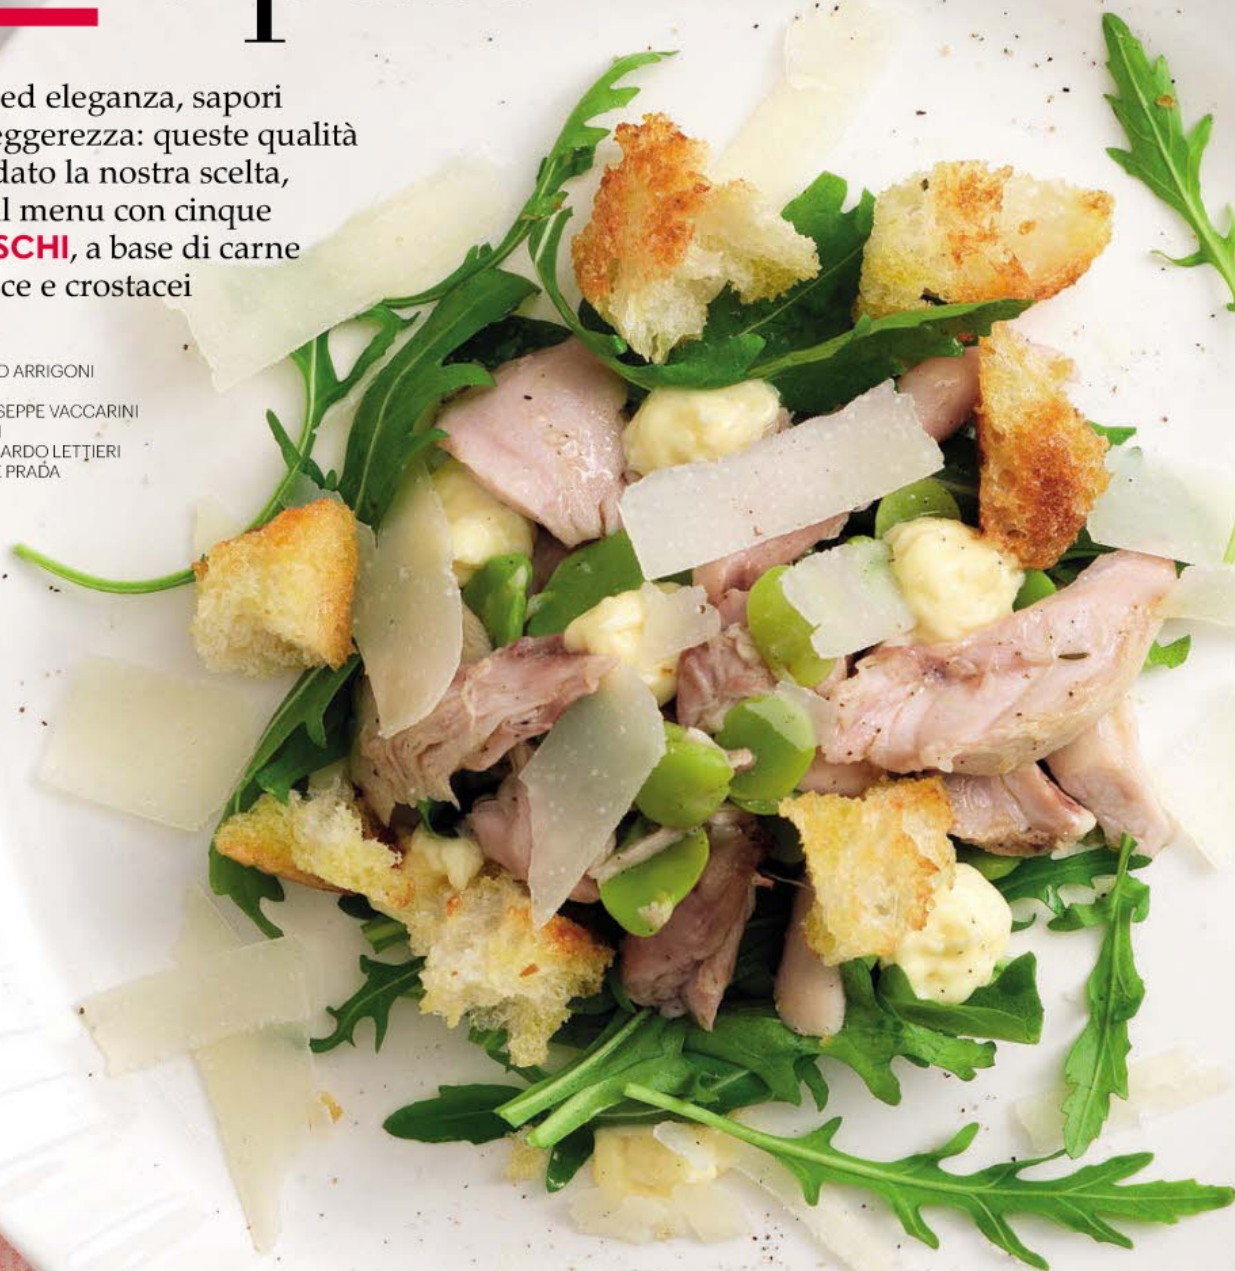 ed eleganza, sapori
eggerezza: queste qualità
dato la nostra scelta,
l menu con cinque
SCHI, a base di carne
ce e crostacei
O ARRIGONI
SEPPE VACCARINI
ARDO LETTIERI
E PRADA